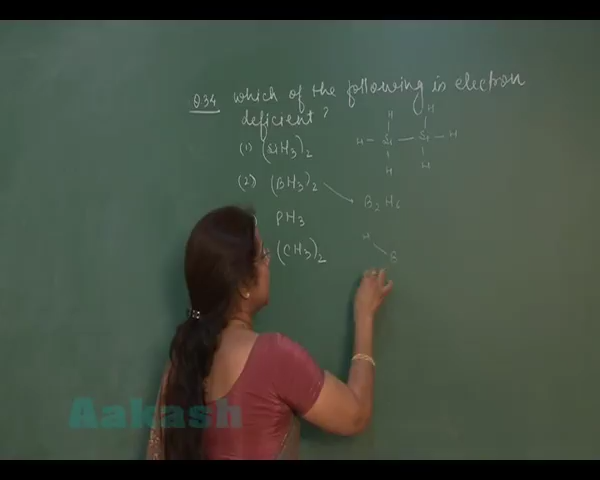 Q34 which of the following is electron
deficient?
(1) (SiH3)2
(2) (BH3)2
) PH3
(CH3)2
H H
H - Si - Si - H
H H
B2H6
H
B
Aakash